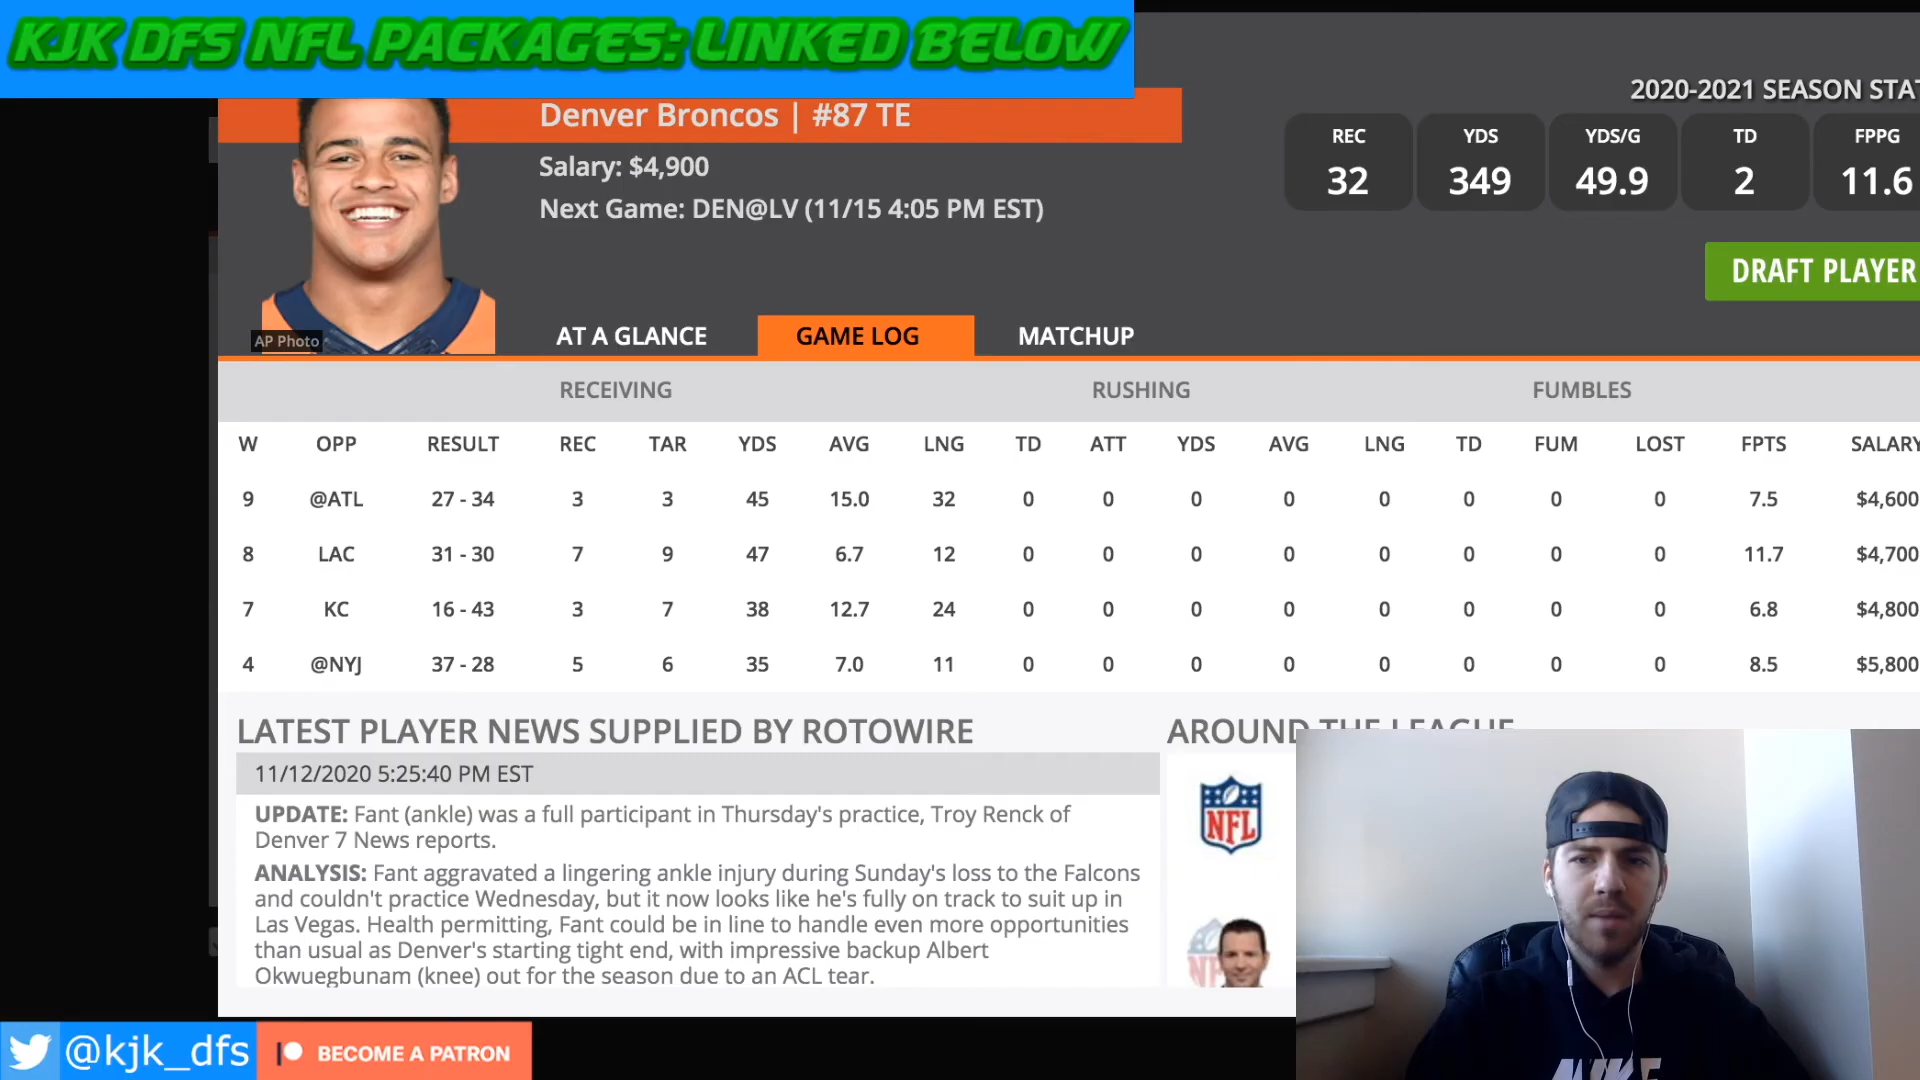 KJK DFS NFL PACKAGES: LINKED BELOW
Denver Broncos | #87 TE
Salary: $4,900
Next Game: DEN@LV (11/15 4:05 PM EST)
2020-2021 SEASON STAT
REC YDS YDS/G TD FPPG
32 349 49.9 2 11.6
DRAFT PLAYER
AP Photo
AT A GLANCE GAME LOG MATCHUP
RECEIVING RUSHING FUMBLES
W OPP RESULT REC TAR YDS AVG LNG TD ATT YDS AVG LNG TD FUM LOST FPTS SALARY
9 @ATL 27 - 34 3 3 45 15.0 32 0 0 0 0 0 0 0 0 7.5 $4,600
8 LAC 31 - 30 7 9 47 6.7 12 0 0 0 0 0 0 0 0 11.7 $4,700
7 KC 16 - 43 3 7 38 12.7 24 0 0 0 0 0 0 0 0 6.8 $4,800
4 @NYJ 37 - 28 5 6 35 7.0 11 0 0 0 0 0 0 0 0 8.5 $5,800
LATEST PLAYER NEWS SUPPLIED BY ROTOWIRE
AROUND THE LEAGUE
11/12/2020 5:25:40 PM EST
UPDATE: Fant (ankle) was a full participant in Thursday's practice, Troy Renck of
Denver 7 News reports.
ANALYSIS: Fant aggravated a lingering ankle injury during Sunday's loss to the Falcons
and couldn't practice Wednesday, but it now looks like he's fully on track to suit up in
Las Vegas. Health permitting, Fant could be in line to handle even more opportunities
than usual as Denver's starting tight end, with impressive backup Albert
Okwuegbunam (knee) out for the season due to an ACL tear.
NFL
NIKE
@kjk_dfs
BECOME A PATRON